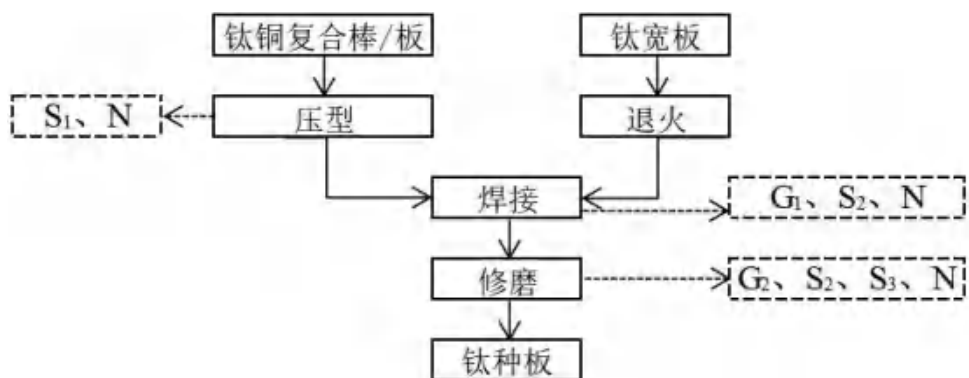 钛铜复合棒/板
钛宽板
S₁、N
压型
退火
焊接
G₁、S₂、N
修磨
G₂、S₂、S₃、N
钛种板